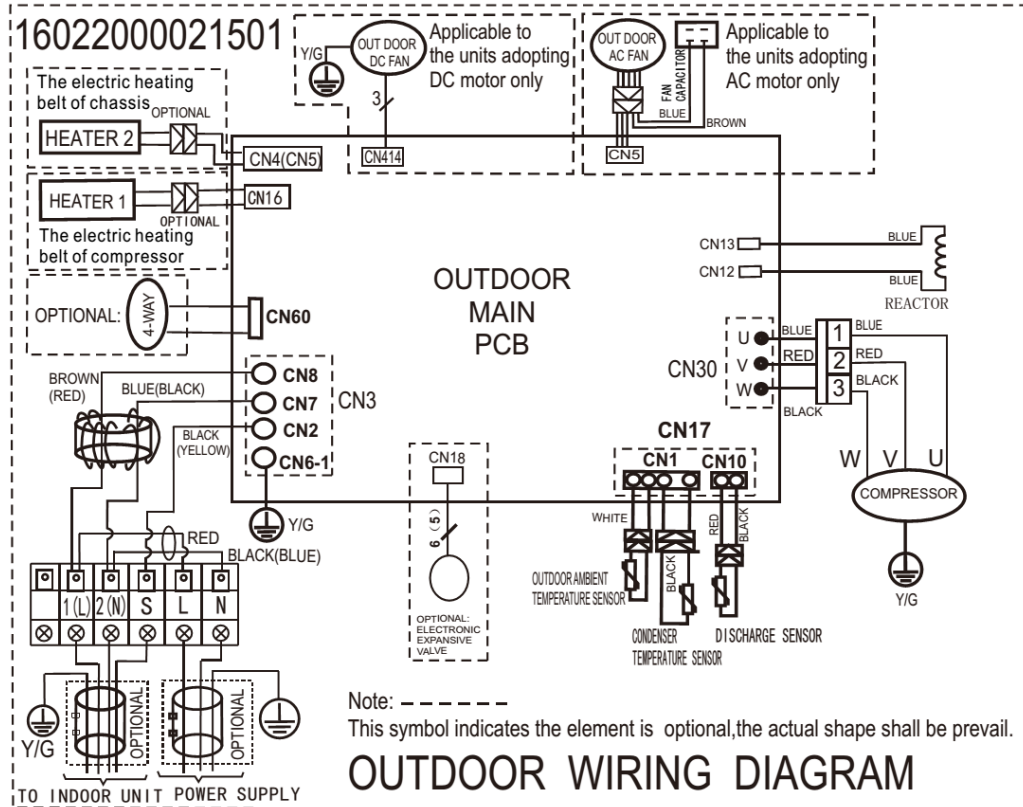 16022000021501
The electric heating
belt of chassis
OPTIONAL
HEATER 2
CN4(CN5)
HEATER 1
CN16
OPTIONAL
The electric heating
belt of compressor
OPTIONAL:
4-WAY
CN60
Y/G
OUT DOOR
DC FAN
3
CN414
Applicable to
the units adopting
DC motor only
OUT DOOR
AC FAN
FAN
CAPACITOR
BLUE
BROWN
CN5
Applicable to
the units adopting
AC motor only
OUTDOOR
MAIN
PCB
CN13
CN12
BLUE
BLUE
REACTOR
CN30
U
V
W
BLUE
RED
BLACK
1
2
3
BLUE
RED
BLACK
W V U
COMPRESSOR
Y/G
BROWN
(RED)
BLUE(BLACK)
BLACK
(YELLOW)
CN8
CN7
CN2
CN6-1
CN3
Y/G
RED
BLACK(BLUE)
1(L) 2(N) S L N
Y/G
OPTIONAL
OPTIONAL
TO INDOOR UNIT
POWER SUPPLY
CN18
6 (5)
OPTIONAL:
ELECTRONIC
EXPANSIVE
VALVE
CN17
CN1
CN10
WHITE
BLACK
RED
BLACK
OUTDOOR AMBIENT
TEMPERATURE SENSOR
CONDENSER
TEMPERATURE SENSOR
DISCHARGE SENSOR
Note:
This symbol indicates the element is optional,the actual shape shall be prevail.
OUTDOOR WIRING DIAGRAM